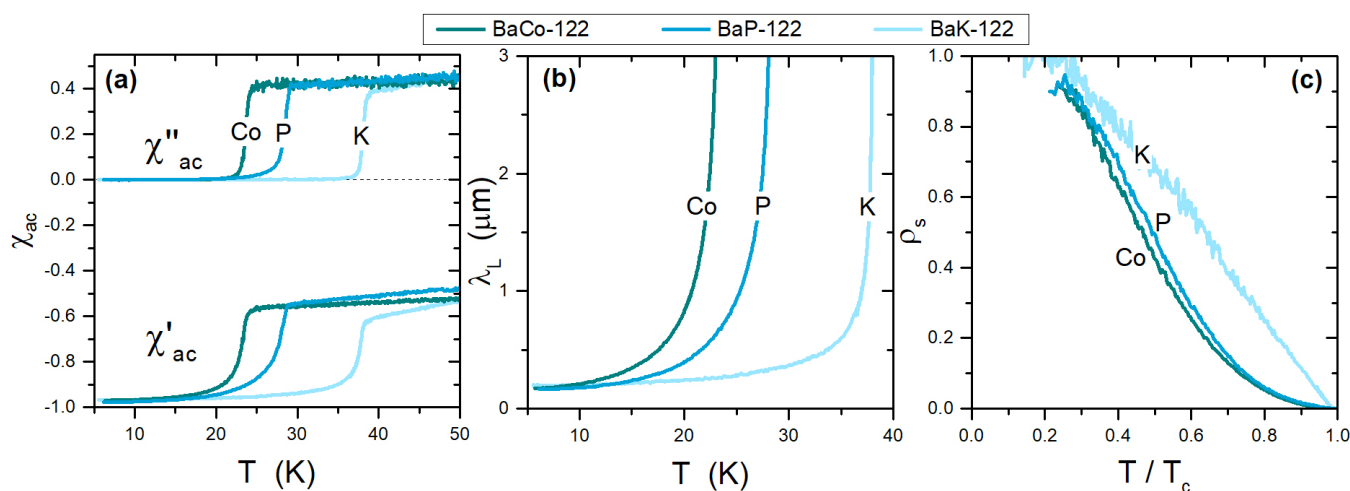 BaCo-122 BaP-122 BaK-122
(a)
0.4
0.2
0.0
-0.2
-0.4
-0.6
-0.8
-1.0
χac
Co P K
χ''ac
χ'ac
10 20 30 40 50
T (K)
(b)
3
2
1
0
λL (μm)
Co P K
10 20 30 40
T (K)
(c)
1.0
0.8
0.6
0.4
0.2
0.0
ρs
K
P
Co
0.0 0.2 0.4 0.6 0.8 1.0
T / Tc